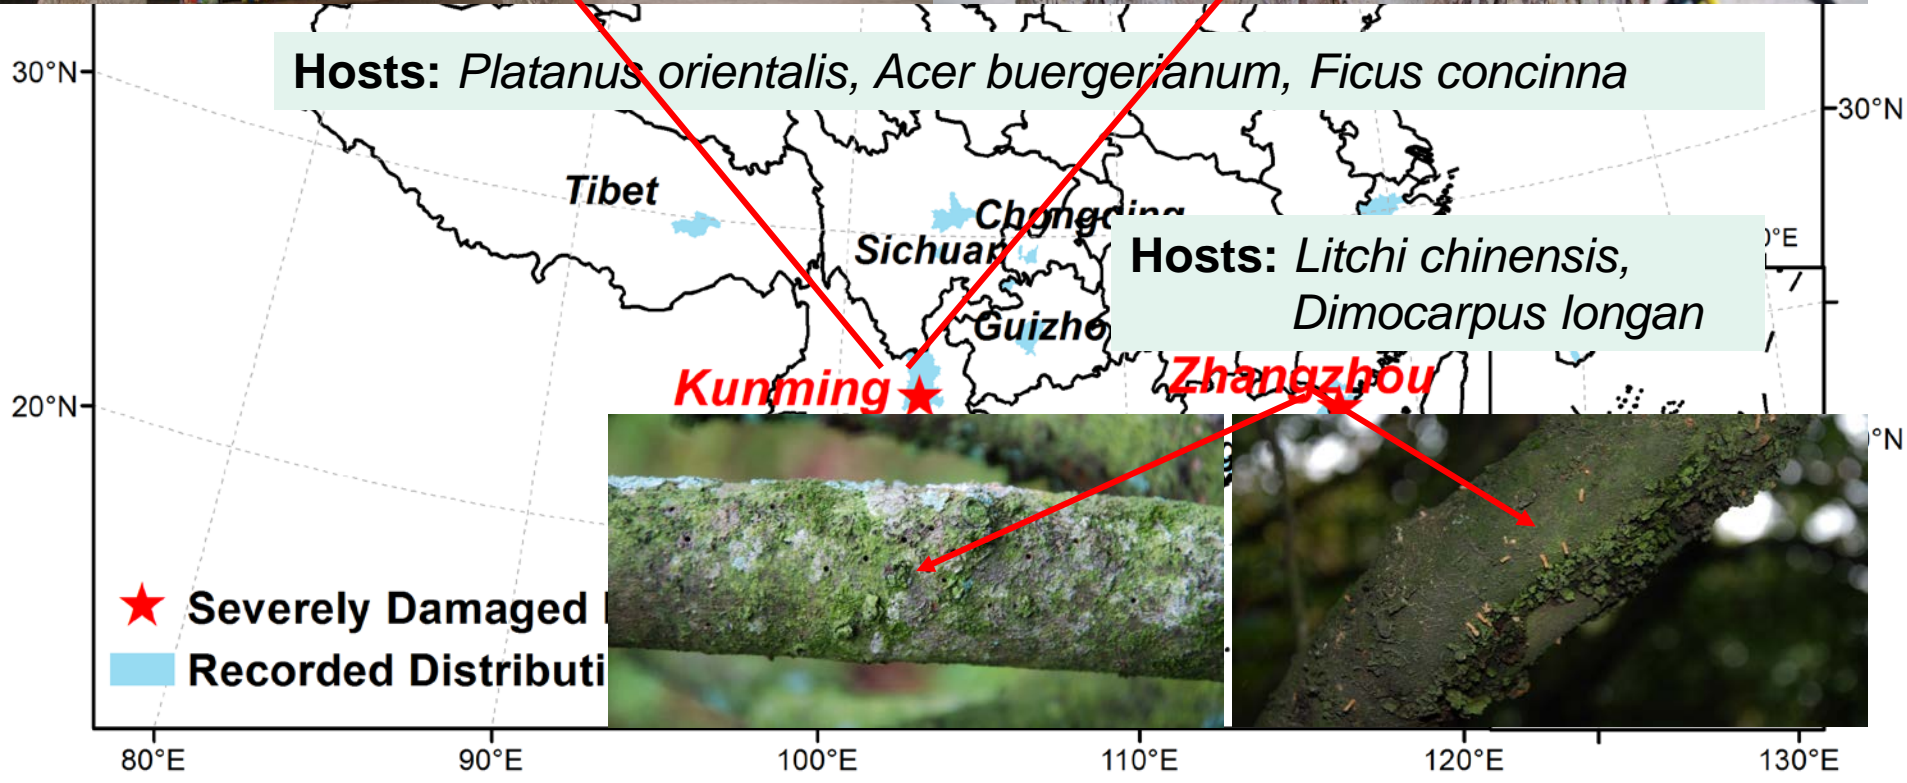 30°N
Hosts: Platanus orientalis, Acer buergerianum, Ficus concinna
30°N
Tibet
Chongqing
Sichuan
°E
Hosts: Litchi chinensis,
Dimocarpus longan
Guizho
Kunming
Zhangzhou
20°N
°N
Severely Damaged
Recorded Distributi
80°E
90°E
100°E
110°E
120°E
130°E